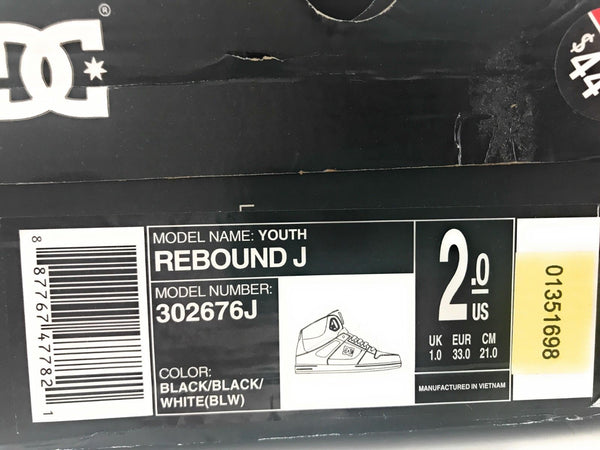 DC
®
$44
8 87767 47782 1
MODEL NAME: YOUTH
REBOUND J
MODEL NUMBER:
302676J
COLOR:
BLACK/BLACK/
WHITE(BLW)
2.0
US
UK EUR CM
1.0 33.0 21.0
MANUFACTURED IN VIETNAM
01351698